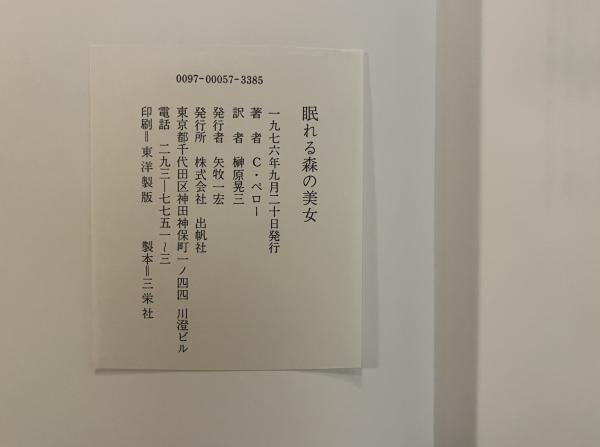 0097-00057-3385
眠れる森の美女
一九七六年九月二十日発行
著者 C・ペロー
訳者 榊原晃三
発行者 矢牧一宏
発行所 株式会社 出帆社
東京都千代田区神田神保町一ノ四四 川澄ビル
電話 二九三―七七五一~三
印刷=東洋製版 製本=三栄社